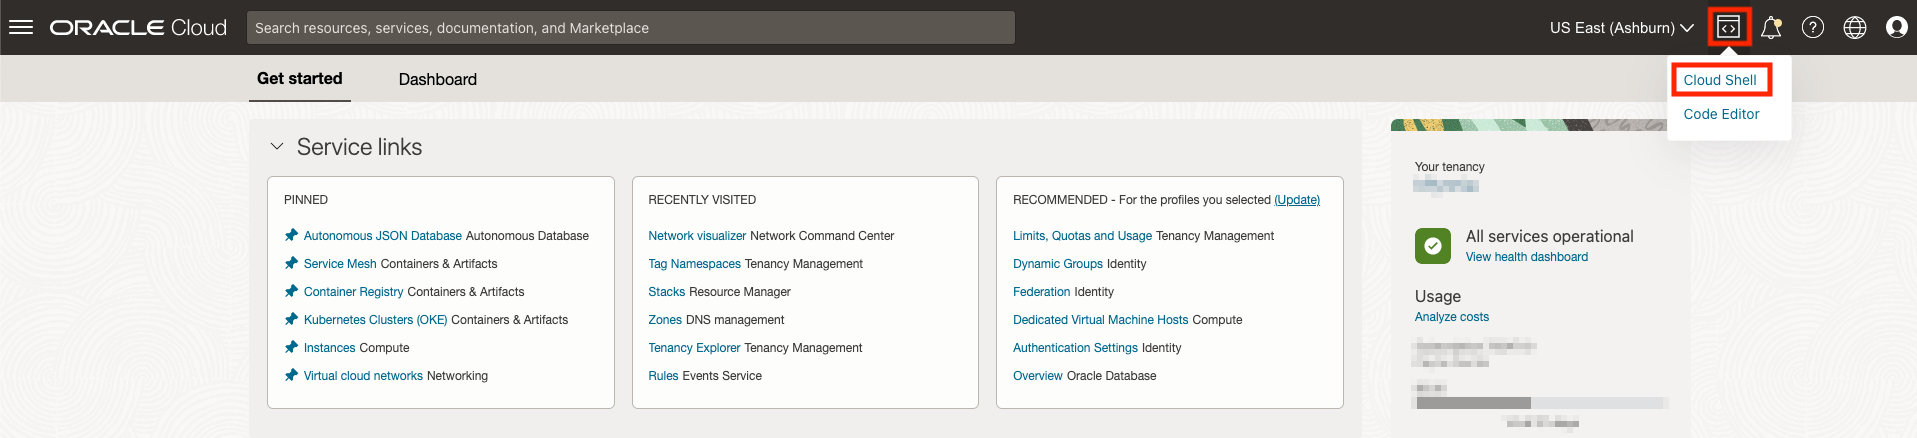 ORACLE Cloud
Search resources, services, documentation, and Marketplace
US East (Ashburn)
Cloud Shell
Code Editor
Get started
Dashboard
Service links
PINNED
Autonomous JSON Database Autonomous Database
Service Mesh Containers & Artifacts
Container Registry Containers & Artifacts
Kubernetes Clusters (OKE) Containers & Artifacts
Instances Compute
Virtual cloud networks Networking
RECENTLY VISITED
Network visualizer Network Command Center
Tag Namespaces Tenancy Management
Stacks Resource Manager
Zones DNS management
Tenancy Explorer Tenancy Management
Rules Events Service
RECOMMENDED - For the profiles you selected (Update)
Limits, Quotas and Usage Tenancy Management
Dynamic Groups Identity
Federation Identity
Dedicated Virtual Machine Hosts Compute
Authentication Settings Identity
Overview Oracle Database
Your tenancy
All services operational
View health dashboard
Usage
Analyze costs